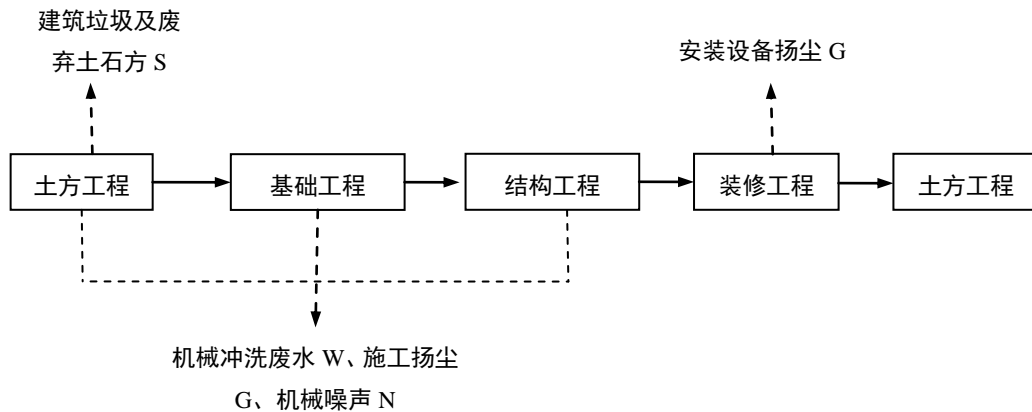 建筑垃圾及废
弃土石方 S
安装设备扬尘 G
土方工程
基础工程
结构工程
装修工程
土方工程
机械冲洗废水 W、施工扬尘
G、机械噪声 N